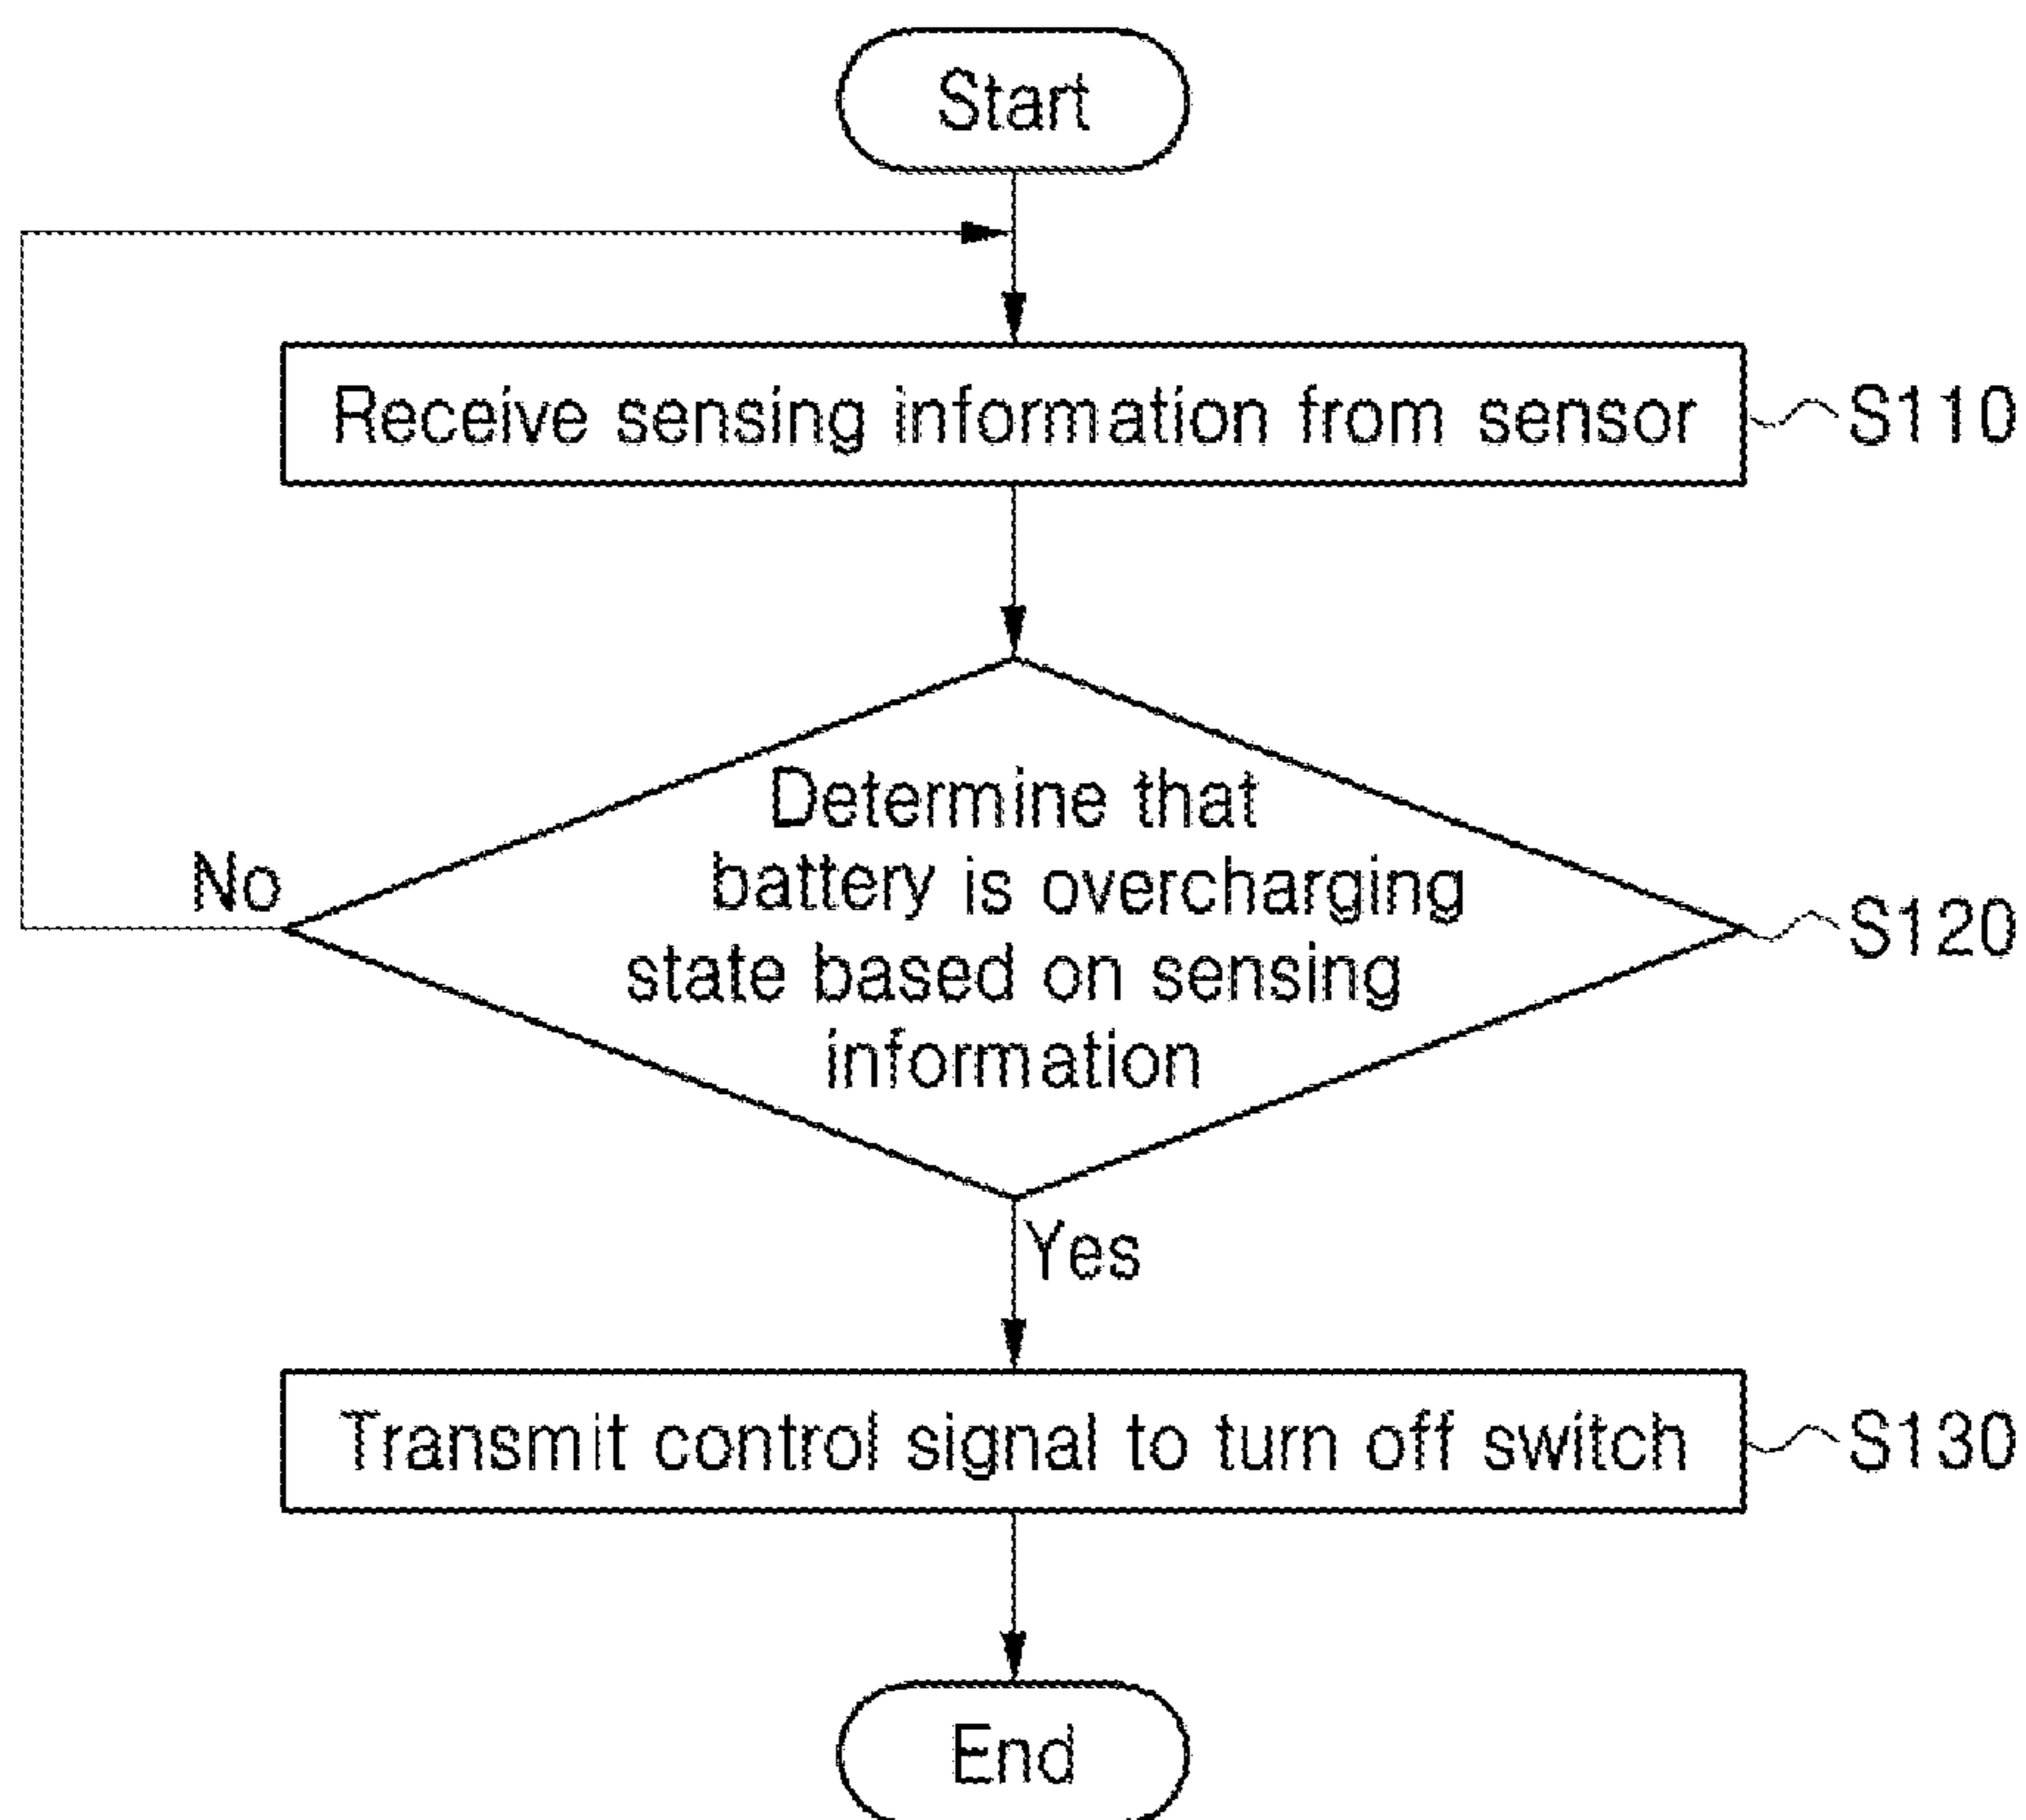 Start
Receive sensing information from sensor
S110
Determine that
battery is overcharging
state based on sensing
information
No
S120
Yes
Transmit control signal to turn off switch
S130
End